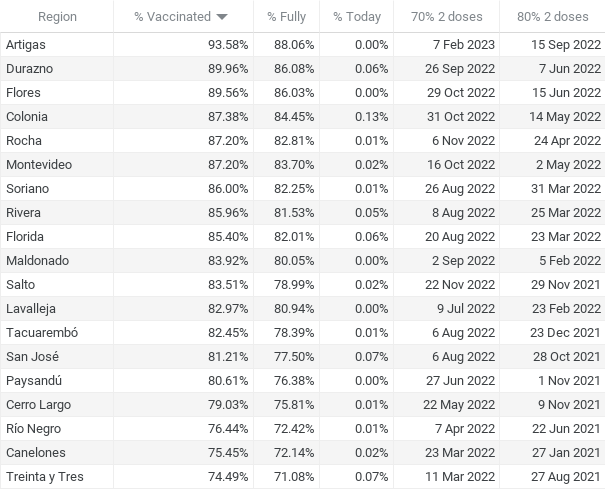 Region % Vaccinated % Fully % Today 70% 2 doses 80% 2 doses
Artigas 93.58% 88.06% 0.00% 7 Feb 2023 15 Sep 2022
Durazno 89.96% 86.08% 0.06% 26 Sep 2022 7 Jun 2022
Flores 89.56% 86.03% 0.00% 29 Oct 2022 15 Jun 2022
Colonia 87.38% 84.45% 0.13% 31 Oct 2022 14 May 2022
Rocha 87.20% 82.81% 0.01% 6 Nov 2022 24 Apr 2022
Montevideo 87.20% 83.70% 0.02% 16 Oct 2022 2 May 2022
Soriano 86.00% 82.25% 0.01% 26 Aug 2022 31 Mar 2022
Rivera 85.96% 81.53% 0.05% 8 Aug 2022 25 Mar 2022
Florida 85.40% 82.01% 0.06% 20 Aug 2022 23 Mar 2022
Maldonado 83.92% 80.05% 0.00% 2 Sep 2022 5 Feb 2022
Salto 83.51% 78.99% 0.02% 22 Nov 2022 29 Nov 2021
Lavalleja 82.97% 80.94% 0.00% 9 Jul 2022 23 Feb 2022
Tacuarembó 82.45% 78.39% 0.01% 6 Aug 2022 23 Dec 2021
San José 81.21% 77.50% 0.07% 6 Aug 2022 28 Oct 2021
Paysandú 80.61% 76.38% 0.00% 27 Jun 2022 1 Nov 2021
Cerro Largo 79.03% 75.81% 0.01% 22 May 2022 9 Nov 2021
Río Negro 76.44% 72.42% 0.01% 7 Apr 2022 22 Jun 2021
Canelones 75.45% 72.14% 0.02% 23 Mar 2022 27 Jan 2021
Treinta y Tres 74.49% 71.08% 0.07% 11 Mar 2022 27 Aug 2021